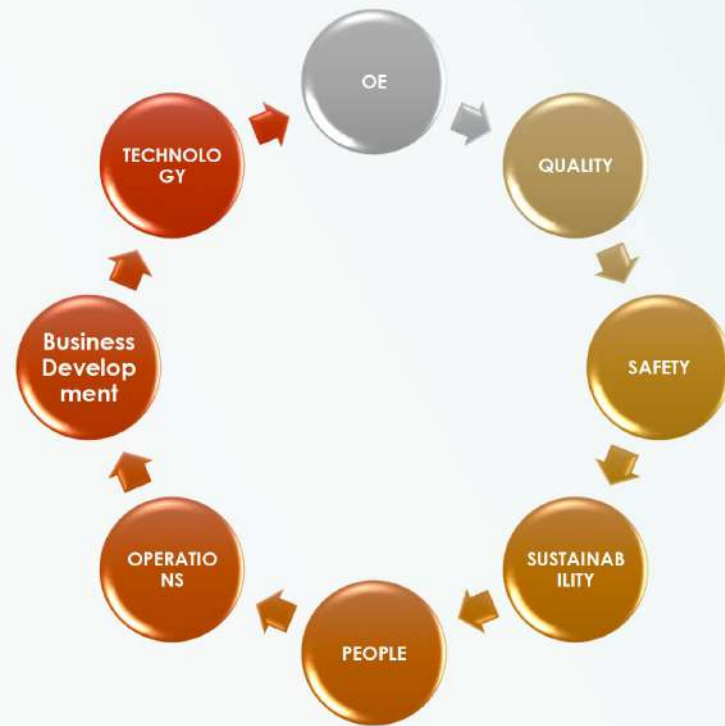 OE
QUALITY
SAFETY
SUSTAINAB
ILITY
PEOPLE
OPERATIO
NS
Business
Develop
ment
TECHNOLO
GY